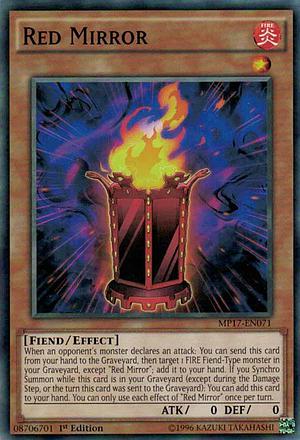 RED MIRROR
FIRE
炎
MP17-EN071
[FIEND/EFFECT]
When an opponent's monster declares an attack: You can send this
card from your hand to the Graveyard, then target 1 FIRE Fiend-Type monster
in your Graveyard, except "Red Mirror"; add it to your hand. If you Synchro
Summon while this card is in your Graveyard (except during the Damage
Step, or the turn this card was sent to the Graveyard): You can add this card
to your hand. You can only use each effect of "Red Mirror" once per turn.
ATK/ 0 DEF/ 0
08706701 1st Edition ©1996 KAZUKI TAKAHASHI